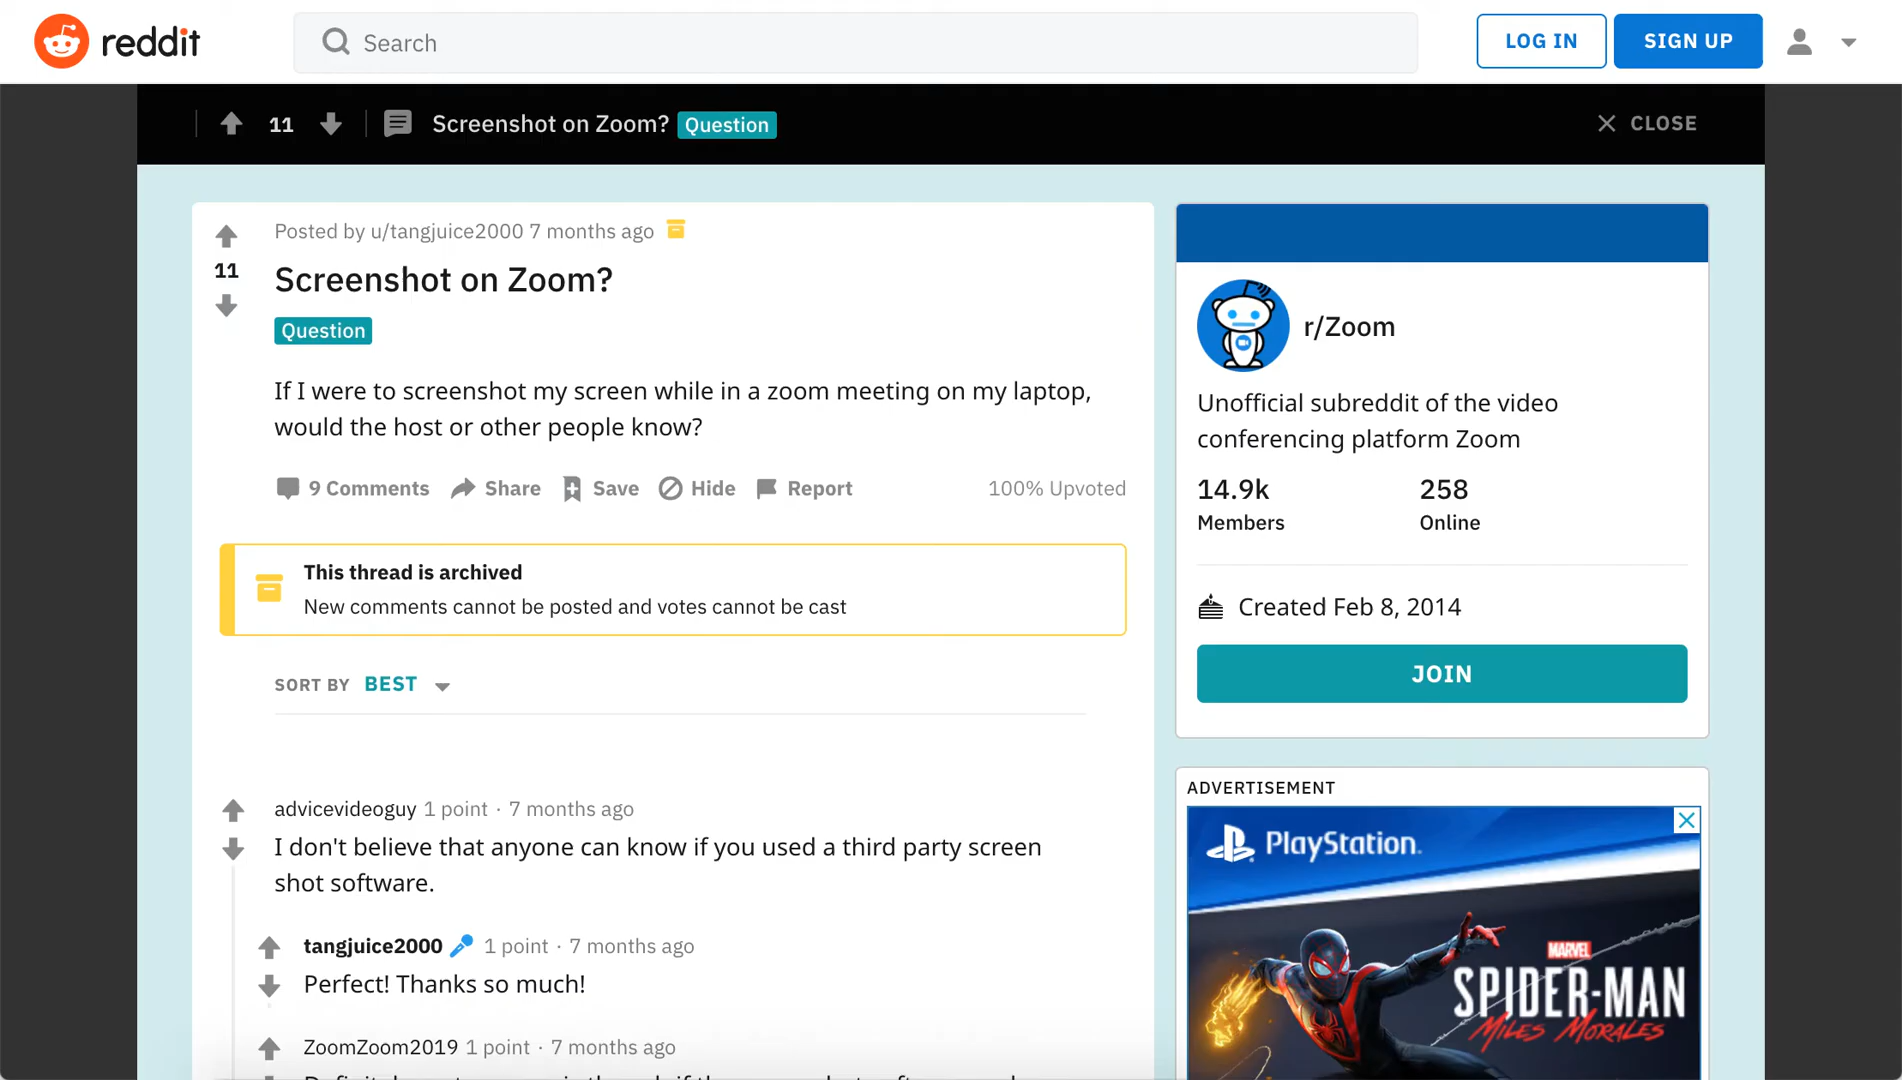 reddit
Search
LOG IN
SIGN UP
11
Screenshot on Zoom? Question
CLOSE
Posted by u/tangjuice2000 7 months ago
11
Screenshot on Zoom?
Question
If I were to screenshot my screen while in a zoom meeting on my laptop,
would the host or other people know?
9 Comments Share Save Hide Report 100% Upvoted
This thread is archived
New comments cannot be posted and votes cannot be cast
SORT BY BEST
advicevideoguy 1 point · 7 months ago
I don't believe that anyone can know if you used a third party screen
shot software.
tangjuice2000 1 point · 7 months ago
Perfect! Thanks so much!
ZoomZoom2019 1 point · 7 months ago
r/Zoom
Unofficial subreddit of the video
conferencing platform Zoom
14.9k
Members
258
Online
Created Feb 8, 2014
JOIN
ADVERTISEMENT
PlayStation.
MARVEL
SPIDER-MAN
MILES MORALES